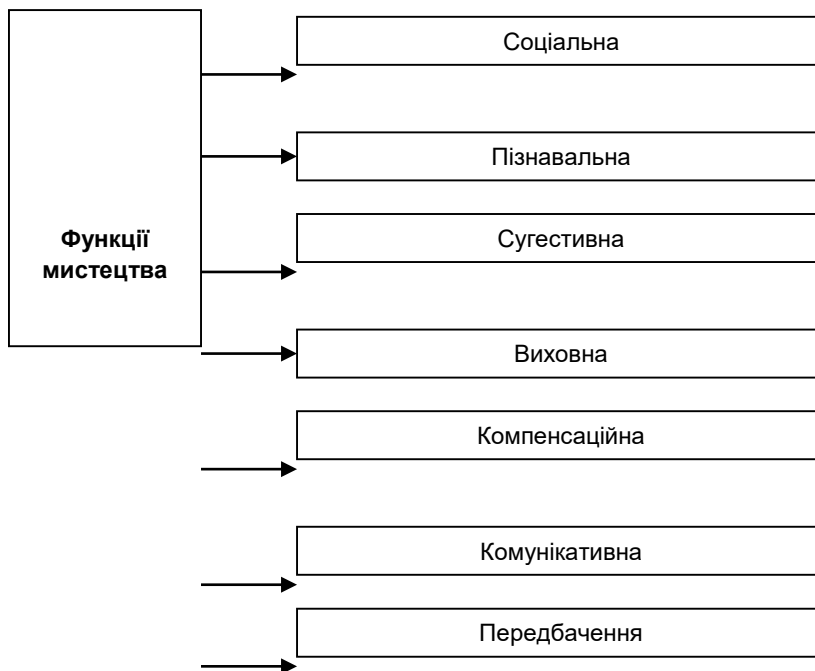 Функції
мистецтва
Соціальна
Пізнавальна
Сугестивна
Виховна
Компенсаційна
Комунікативна
Передбачення